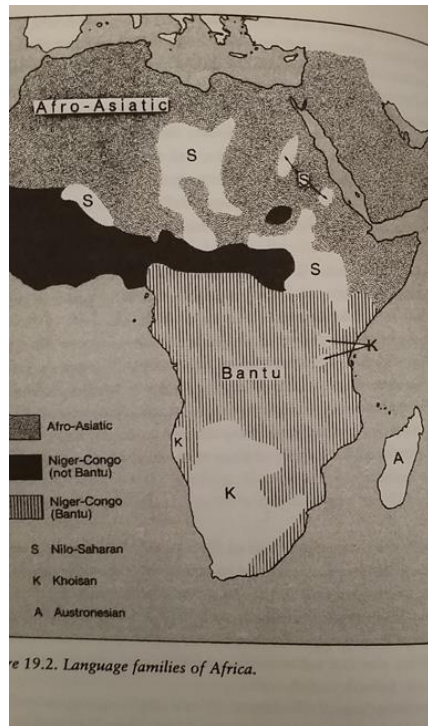 Afro-Asiatic
S
S
S
S
K
Bantu
K
K
A
Afro-Asiatic
Niger-Congo
(not Bantu)
Niger-Congo
(Bantu)
S Nilo-Saharan
K Khoisan
A Austronesian
re 19.2. Language families of Africa.